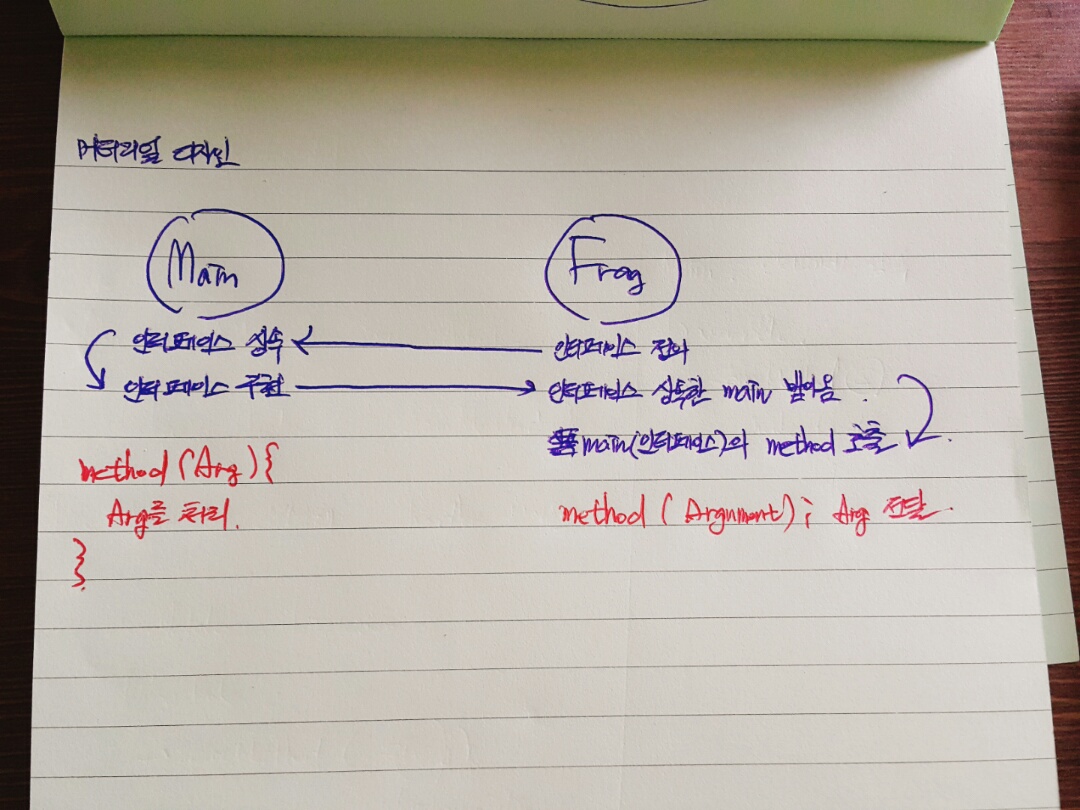 머터리얼 디자인
Main
Frag
인터페이스 상속
인터페이스 정의
인터페이스 구현
인터페이스 상속한 main 받아옴.
main(인터페이스)의 method 호출.
method (Arg) {
Arg를 처리.
}
method (Argument); Arg 전달.